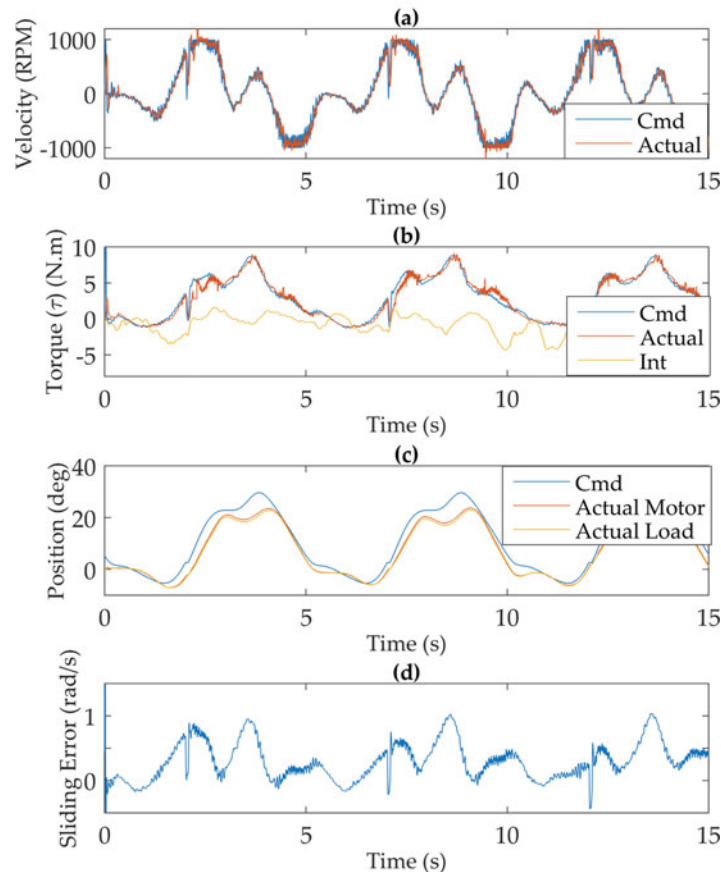 (a)
Velocity (RPM)
1000
0
-1000
Cmd
Actual
0
5
10
15
Time (s)
(b)
Torque (τ) (N.m)
10
5
0
-5
Cmd
Actual
Int
0
5
10
15
Time (s)
(c)
Position (deg)
40
20
0
Cmd
Actual Motor
Actual Load
0
5
10
15
Time (s)
(d)
Sliding Error (rad/s)
1
0
0
5
10
15
Time (s)